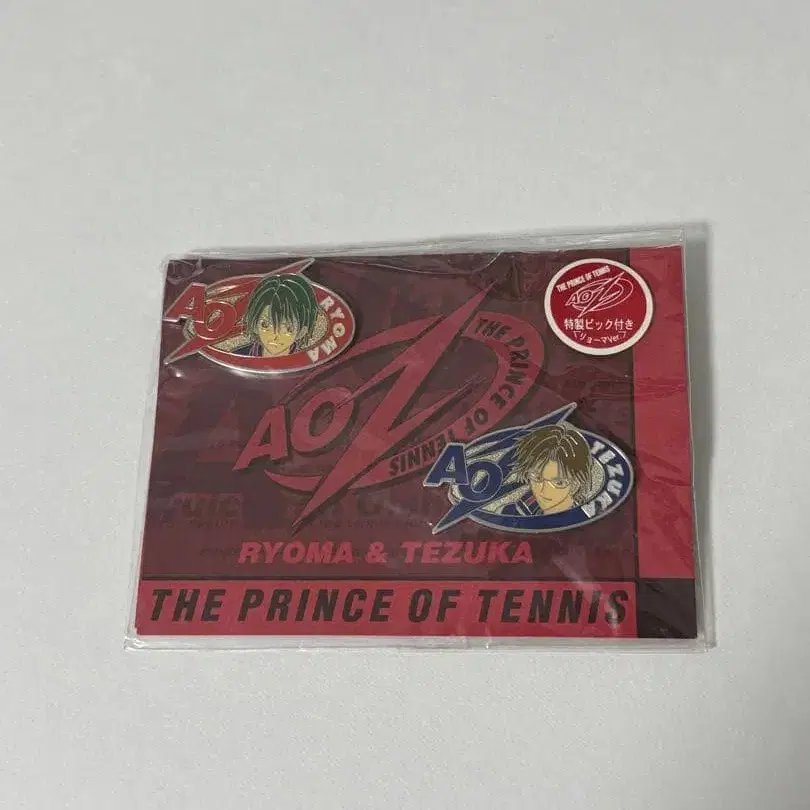 AOZ
RYOMA
THE PRINCE OF TENNIS
AOZ
特製ピック付き
リョーマVer.
AOZ
THE PRINCE OF TENNIS
AOZ
TEZUKA
RYOMA & TEZUKA
THE PRINCE OF TENNIS